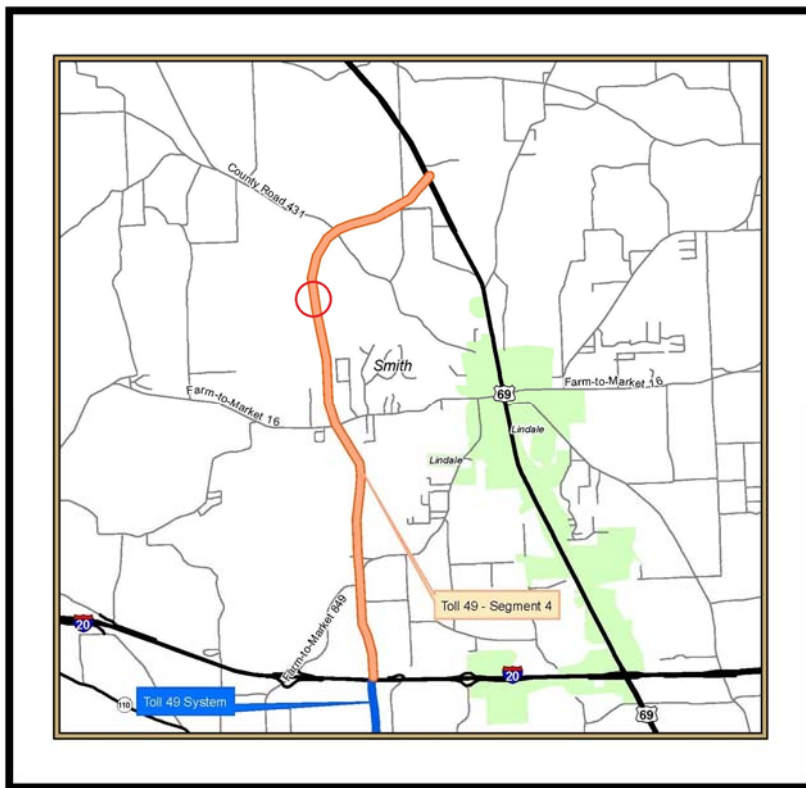 County Road 431
Smith
Farm-to-Market 16
69
Farm-to-Market 16
Lindale
Lindale
Toll 49 - Segment 4
Farm-to-Market 849
20
20
110
Toll 49 System
69